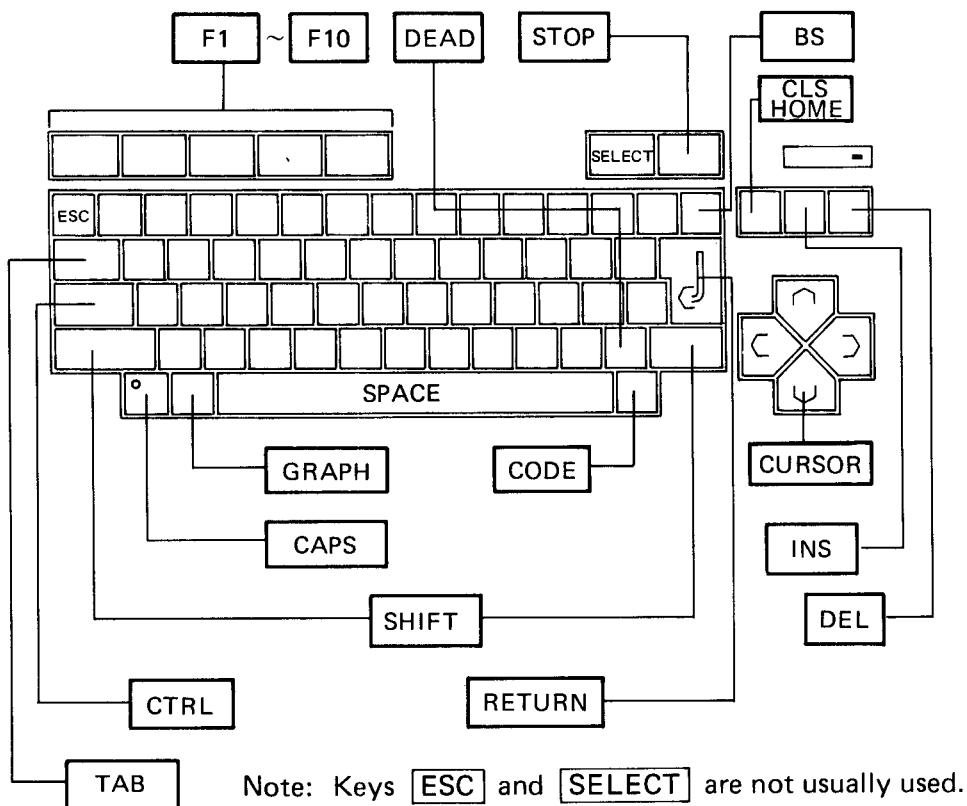 F1 ~ F10 DEAD STOP BS
CLS
HOME
SELECT
ESC
SPACE
GRAPH CODE CURSOR
CAPS INS
SHIFT DEL
CTRL RETURN
TAB Note: Keys ESC and SELECT are not usually used.